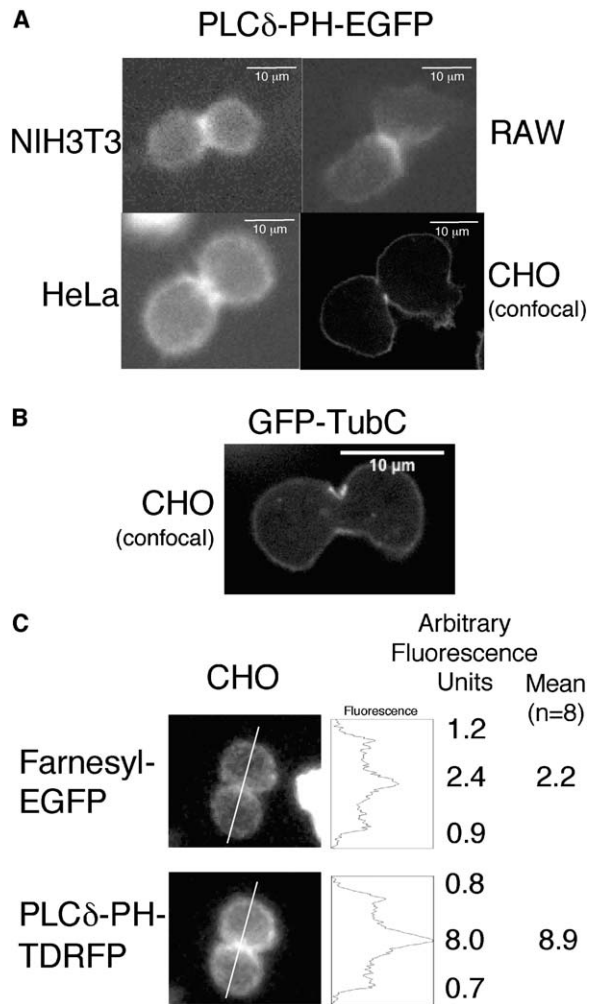 A
PLCδ-PH-EGFP
NIH3T3
10 μm
10 μm
RAW
HeLa
10 μm
10 μm
CHO
(confocal)
B
GFP-TubC
CHO
(confocal)
10 μm
C
CHO
Arbitrary
Fluorescence
Units
Mean
(n=8)
Fluorescence
Farnesyl-
EGFP
1.2
2.4
0.9
2.2
PLCδ-PH-
TDRFP
0.8
8.0
0.7
8.9